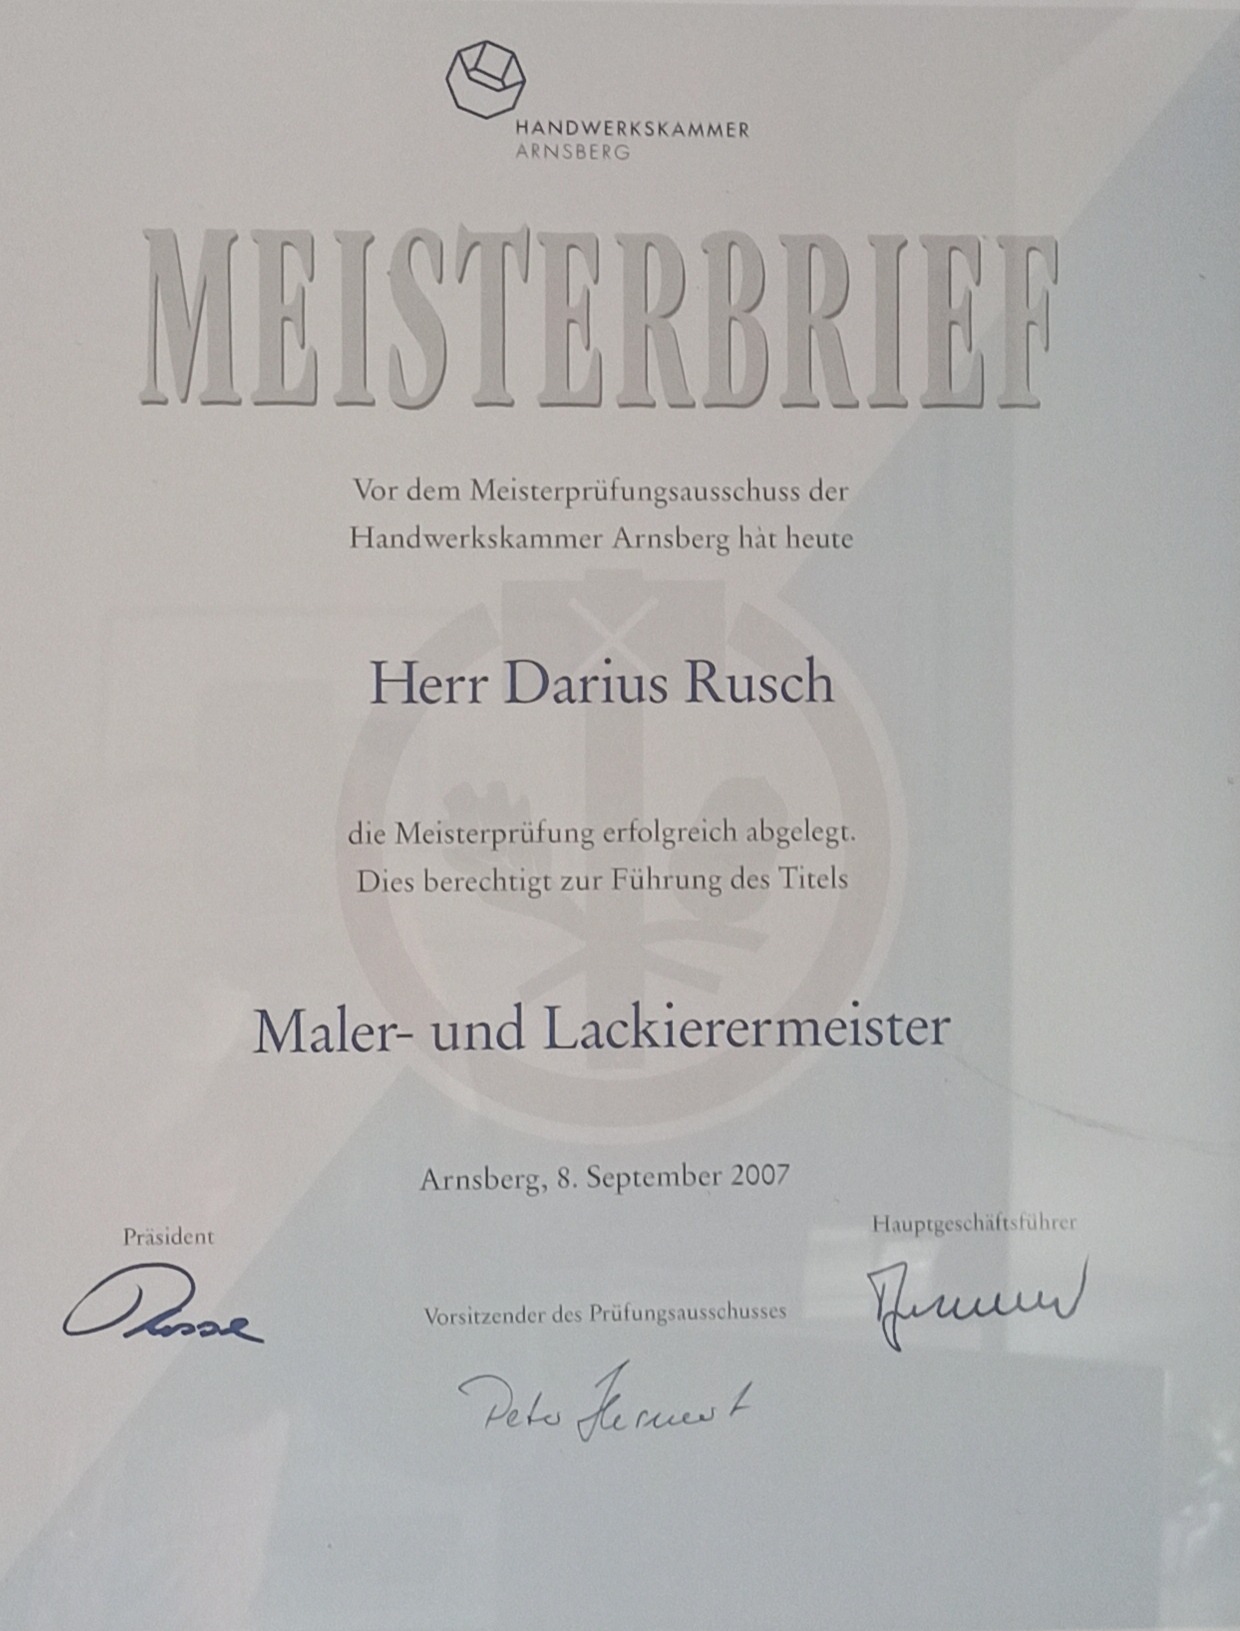 HANDWERKSKAMMER
ARNSBERG
MEISTERBRIEF
Vor dem Meisterprüfungsausschuss der
Handwerkskammer Arnsberg hat heute
Herr Darius Rusch
die Meisterprüfung erfolgreich abgelegt.
Dies berechtigt zur Führung des Titels
Maler- und Lackierermeister
Arnsberg, 8. September 2007
Präsident
Hauptgeschäftsführer
Vorsitzender des Prüfungsausschusses
Peter